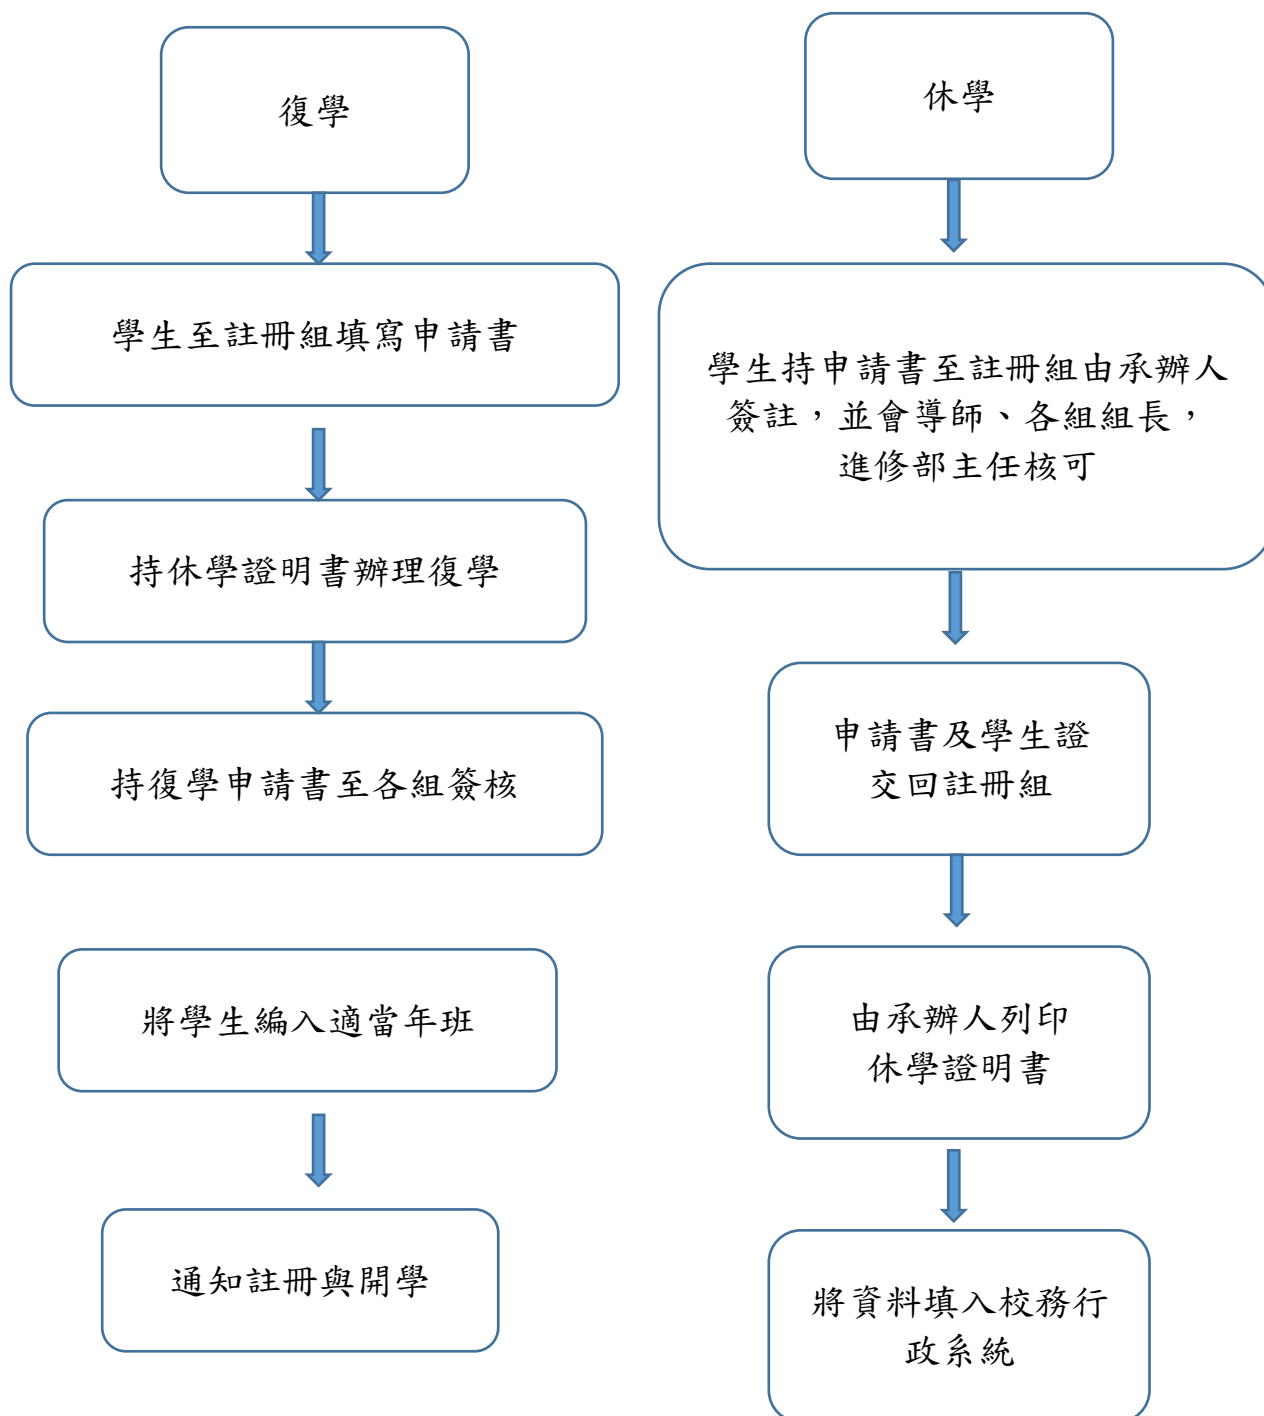 復學
學生至註冊組填寫申請書
持休學證明書辦理復學
持復學申請書至各組簽核
將學生編入適當年班
通知註冊與開學
休學
學生持申請書至註冊組由承辦人
簽註，並會導師、各組組長，
進修部主任核可
申請書及學生證
交回註冊組
由承辦人列印
休學證明書
將資料填入校務行
政系統